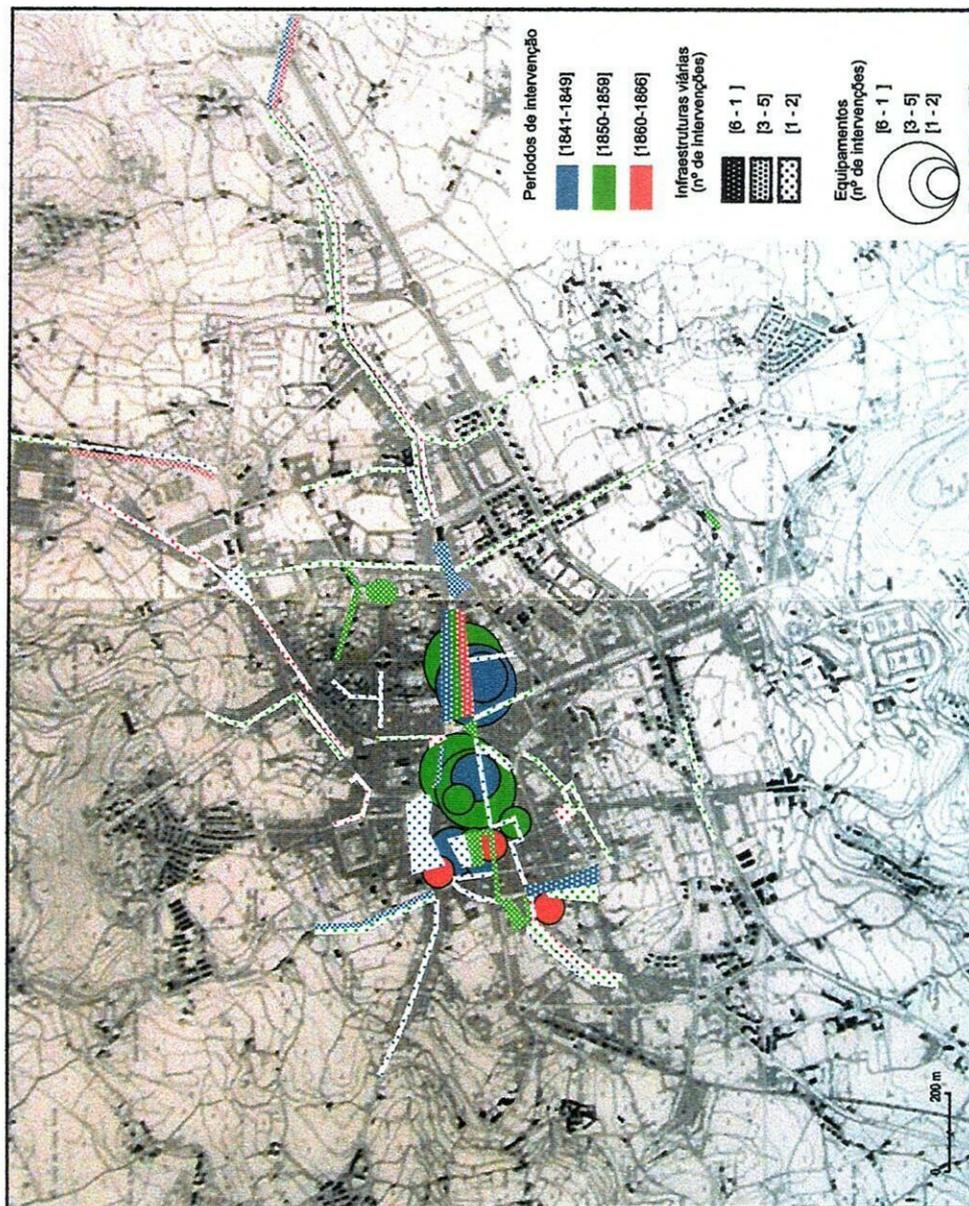 Períodos de intervenção
[1841-1849]
[1850-1859]
[1860-1866]
Infraestruturas viárias
(nº de intervenções)
[6 - 1 ]
[3 - 5]
[1 - 2]
Equipamentos
(nº de intervenções)
[6 - 1 ]
[3 - 5]
[1 - 2]
0 200 m